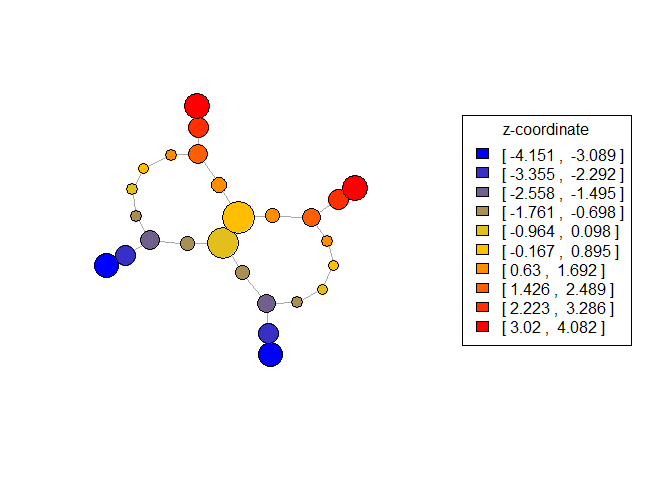 z-coordinate
[ -4.151 , -3.089 ]
[ -3.355 , -2.292 ]
[ -2.558 , -1.495 ]
[ -1.761 , -0.698 ]
[ -0.964 , 0.098 ]
[ -0.167 , 0.895 ]
[ 0.63 , 1.692 ]
[ 1.426 , 2.489 ]
[ 2.223 , 3.286 ]
[ 3.02 , 4.082 ]